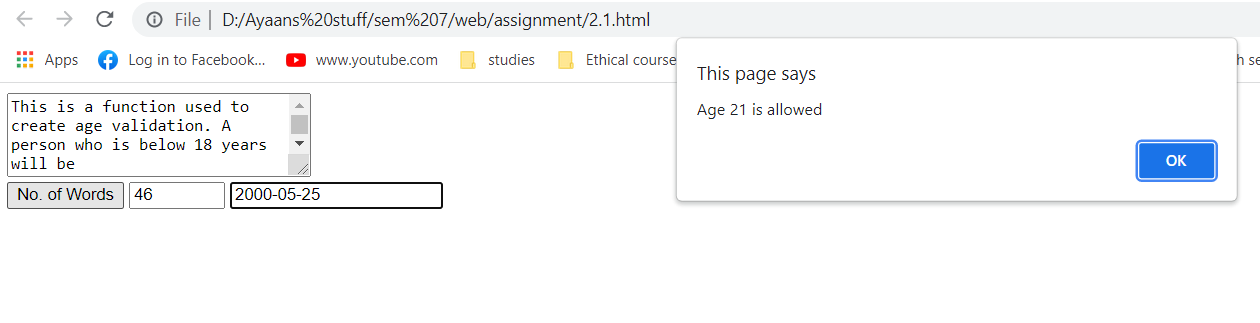 File | D:/Ayaans%20stuff/sem%207/web/assignment/2.1.html
Apps Log in to Facebook... www.youtube.com studies Ethical course
This page says
Age 21 is allowed
OK
This is a function used to
create age validation. A
person who is below 18 years
will be
No. of Words 46 2000-05-25